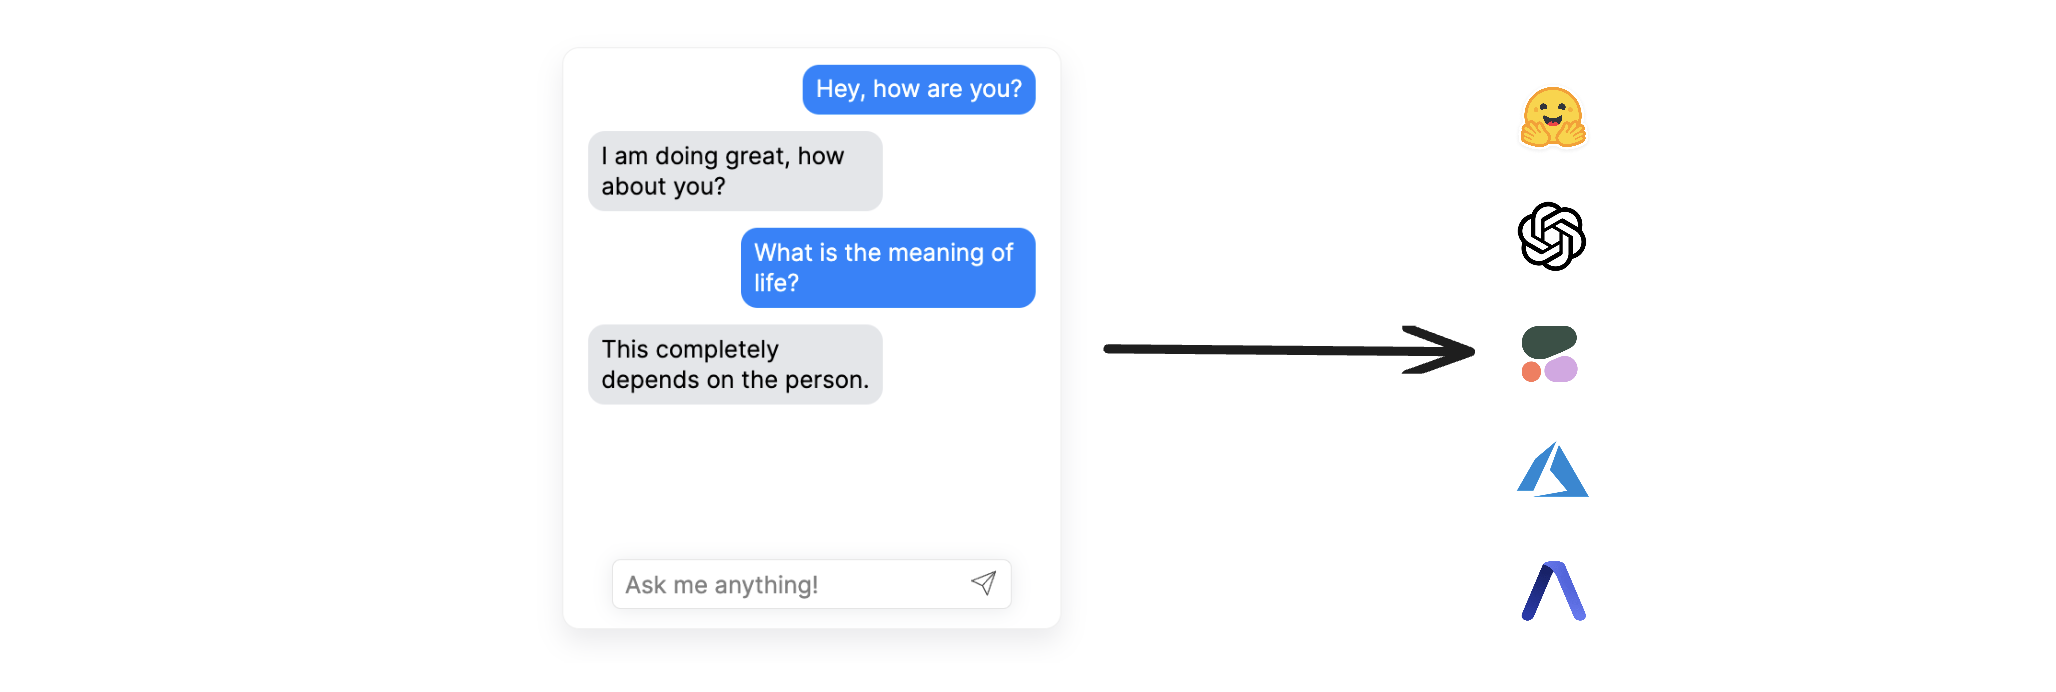 Hey, how are you?
I am doing great, how
about you?
What is the meaning of
life?
This completely
depends on the person.
Ask me anything!